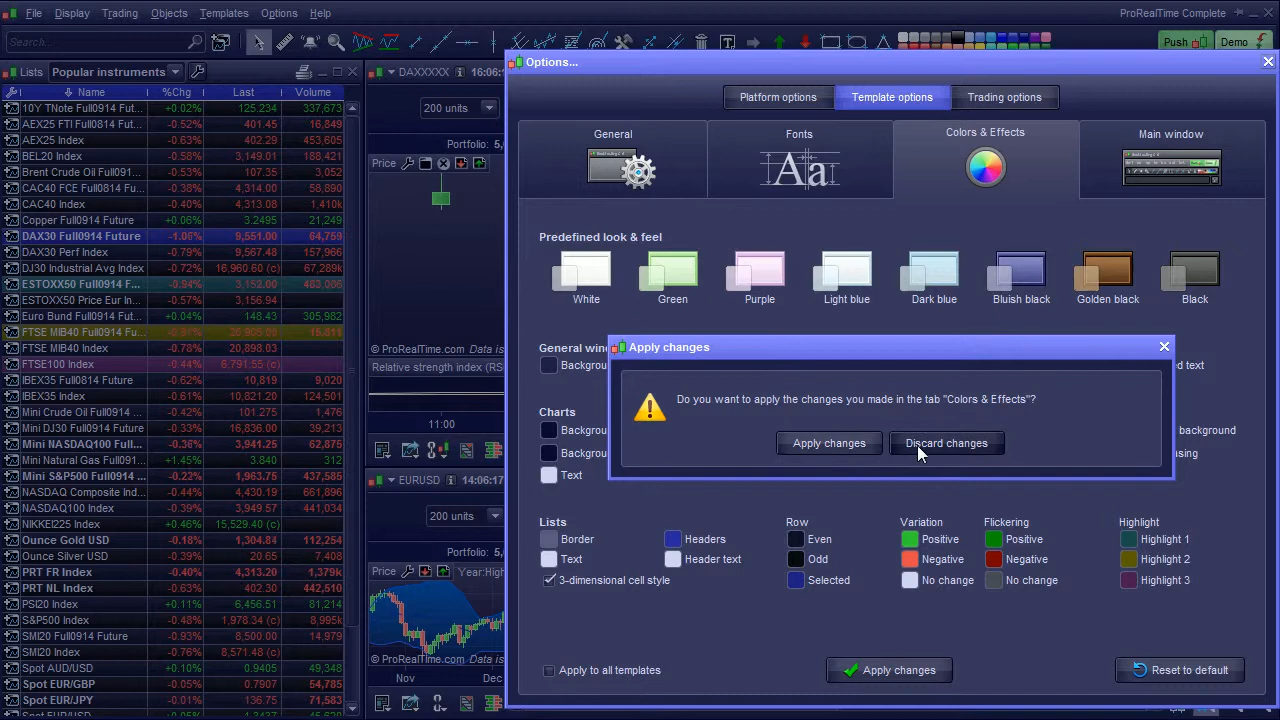 File Display Trading Objects Templates Options Help ProRealTime Complete
Search... Push Demo
Lists Popular instruments
Name %Chg Last Volume
10Y TNote Full0914 Fut... +0.02% 125.234 337,673
AEX25 FTI Full0814 Fut... -0.52% 401.45 16,849
AEX25 Index -0.63% 402.29 453,605
BEL20 Index -0.58% 3,149.01 188,421
Brent Crude Oil Full01... -0.53% 107.35 3,052
CAC40 FCE Full0814 Fu... -0.38% 4,314.00 58,890
CAC40 Index -0.40% 4,313.08 1,410k
Copper Full0914 Future +0.06% 3.2495 21,249
DAX30 Full0914 Future -1.06% 9,551.00 64,759
DAX30 Perf Index -0.79% 9,567.48 157,966
DJ30 Industrial Avg Index -0.72% 16,960.60 (c) 67,289k
ESTOXX50 Full0914 F... -0.94% 3,152.00 483,006
ESTOXX50 Price Eur In... -0.57% 3,156.94
Euro Bund Full0914 Fut... +0.04% 148.43 305,982
FTSE MIB40 Full0914 Fu...
FTSE MIB40 Index -0.78% 20,898.03
FTSE100 Index -0.44% 6,791.55 (c)
IBEX35 Full0814 Future -0.62% 10,819 9,020
IBEX35 Index -0.61% 10,821.20 124,501
Mini Crude Oil Full0914... -0.42% 101.275 1,476
Mini DJ30 Full0914 Fut... -0.33% 16,836.00 39,213
Mini NASDAQ100 Full... -0.36% 3,941.25 62,875
Mini Natural Gas Full091... +1.45% 3.840 312
Mini S&P500 Full0914 ... -0.22% 1,963.75 437,585
NASDAQ Composite Ind... -0.42% 4,430.19 661,896
NASDAQ100 Index -0.39% 3,949.57 441,034
NIKKEI225 Index +0.46% 15,529.40 (c)
Ounce Gold USD -0.18% 1,304.84 112,254
Ounce Silver USD -0.39% 20.65 7,408
PRT FR Index -0.40% 4,313.20 1,379k
PRT NL Index -0.63% 402.30 442,510
PSI20 Index +0.11% 6,456.51 81,214
S&P500 Index -0.48% 1,978.34 (c) 8,995k
SMI20 Full0914 Future -0.93% 8,500.00 14,979
SMI20 Index -0.76% 8,571.48 (c)
Spot AUD/USD +0.10% 0.9405 49,348
Spot EUR/GBP -0.05% 0.7907 54,785
Spot EUR/JPY -0.01% 136.75 71,583
DAXXXXX 16:06:
200 units
Portfolio: 5,
Price
© ProRealTime.com Data is
Relative strength index (RS
11:00
EURUSD 14:06:17
200 units
Portfolio: 5,
Price Year:High
© ProRealTime.com Data is
Nov Dec
Options...
Platform options Template options Trading options
General Fonts Colors & Effects Main window
Aa
Predefined look & feel
White Green Purple Light blue Dark blue Bluish black Golden black Black
General win
Backgrou ed text
Charts
Backgrou background
Backgrou sing
Text
Apply changes
Do you want to apply the changes you made in the tab "Colors & Effects"?
Apply changes Discard changes
Lists Row Variation Flickering Highlight
Border Headers Even Positive Positive Highlight 1
Text Header text Odd Negative Negative Highlight 2
3-dimensional cell style Selected No change No change Highlight 3
Apply to all templates Apply changes Reset to default